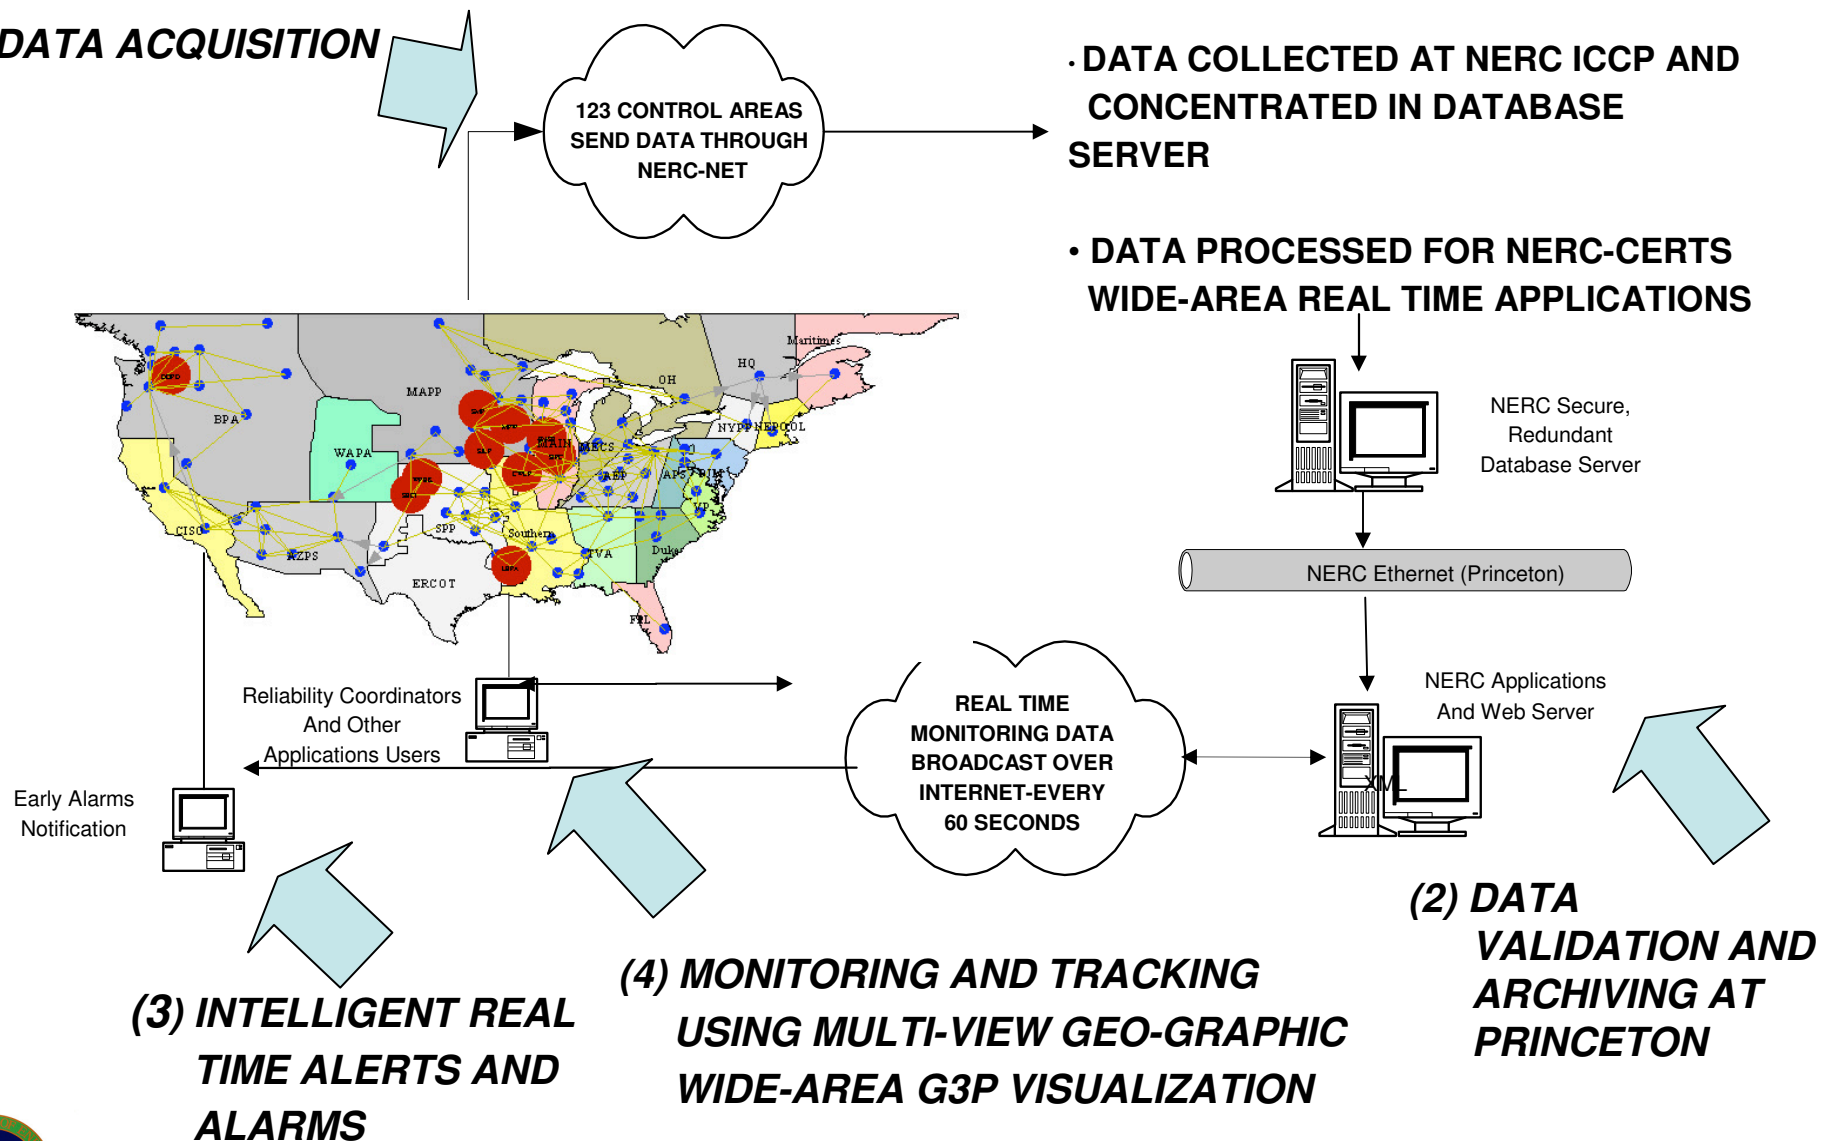 DATA ACQUISITION
123 CONTROL AREAS
SEND DATA THROUGH
NERC-NET
· DATA COLLECTED AT NERC ICCP AND
CONCENTRATED IN DATABASE
SERVER
• DATA PROCESSED FOR NERC-CERTS
WIDE-AREA REAL TIME APPLICATIONS
Maritimes
HQ
OH
MAPP
BPA
NYPP
NEPOOL
MAIN
MECS
WAPA
AEP
APS
PJM
VP
CISO
SPP
Southern
AZPS
TVA
Duke
ERCOT
FPL
NERC Secure,
Redundant
Database Server
NERC Ethernet (Princeton)
NERC Applications
And Web Server
XML
Reliability Coordinators
And Other
Applications Users
REAL TIME
MONITORING DATA
BROADCAST OVER
INTERNET-EVERY
60 SECONDS
Early Alarms
Notification
(2) DATA
VALIDATION AND
ARCHIVING AT
PRINCETON
(3) INTELLIGENT REAL
TIME ALERTS AND
ALARMS
(4) MONITORING AND TRACKING
USING MULTI-VIEW GEO-GRAPHIC
WIDE-AREA G3P VISUALIZATION